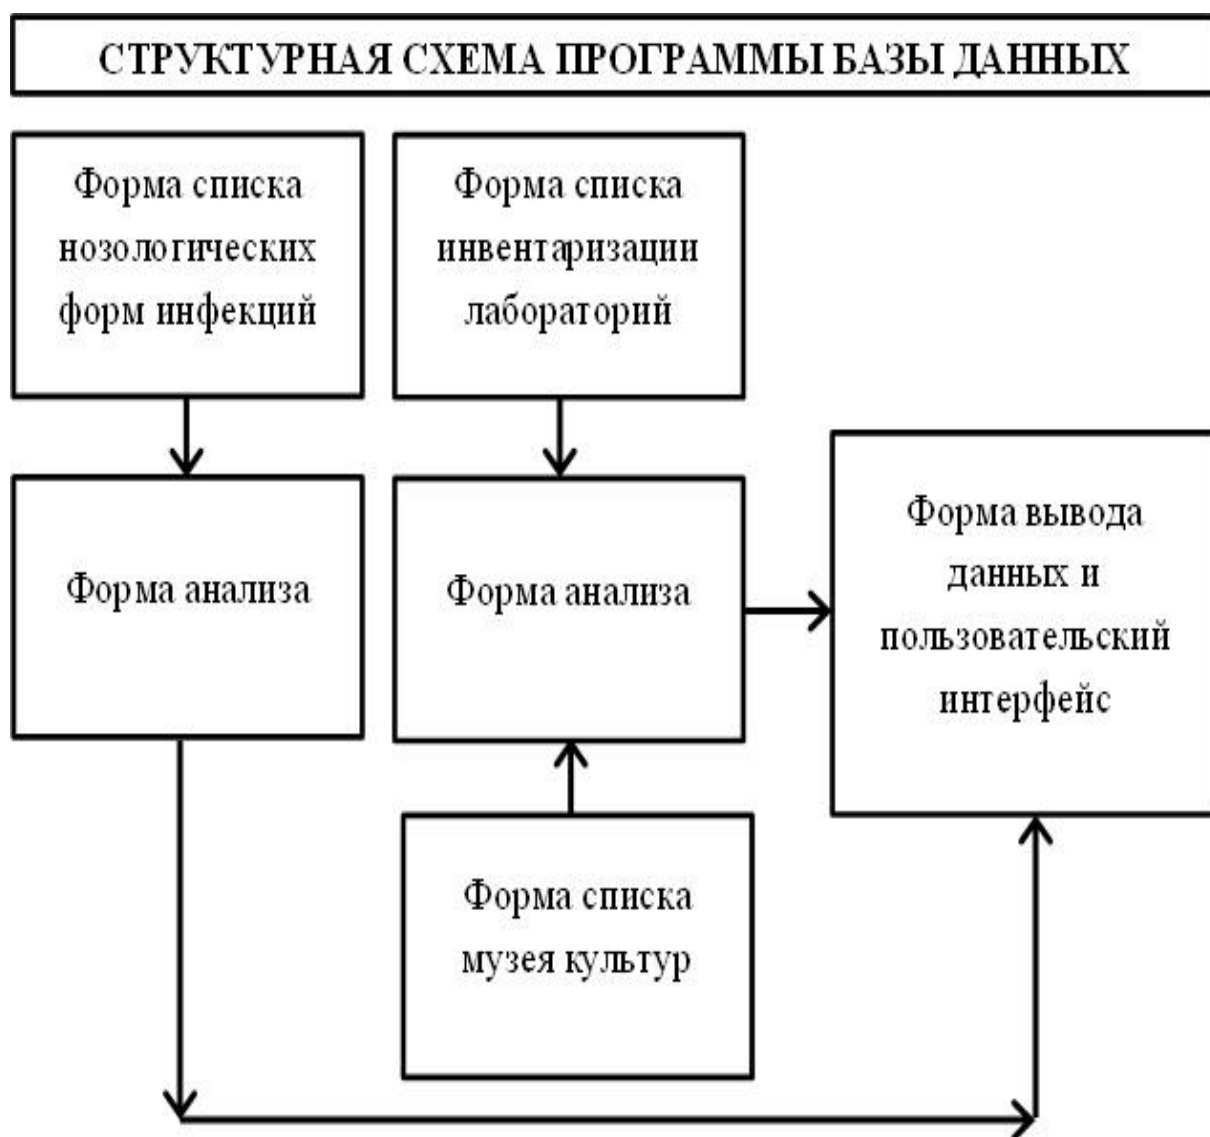 СТРУКТУРНАЯ СХЕМА ПРОГРАММЫ БАЗЫ ДАННЫХ
Форма списка
нозологических
форм инфекций
Форма списка
инвентаризации
лабораторий
Форма анализа
Форма анализа
Форма вывода
данных и
пользовательский
интерфейс
Форма списка
музея культур